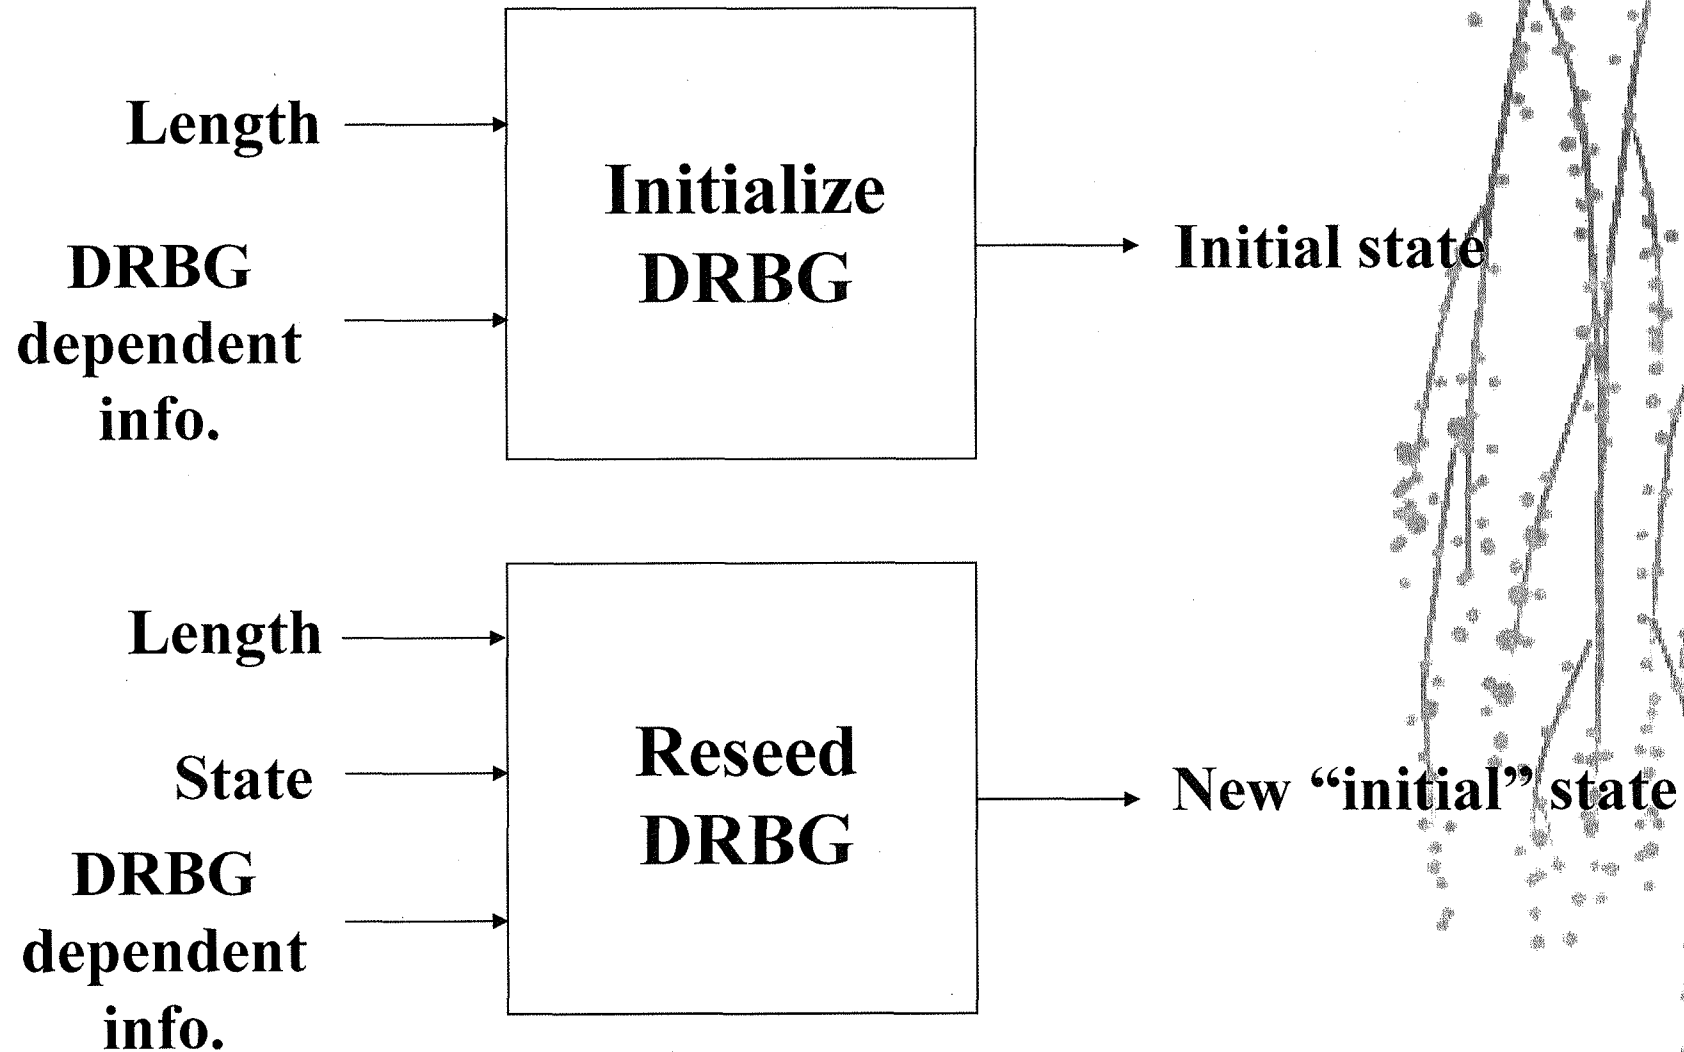 Length
DRBG
dependent
info.
Initialize
DRBG
Initial state
Length
State
DRBG
dependent
info.
Reseed
DRBG
New “initial” state